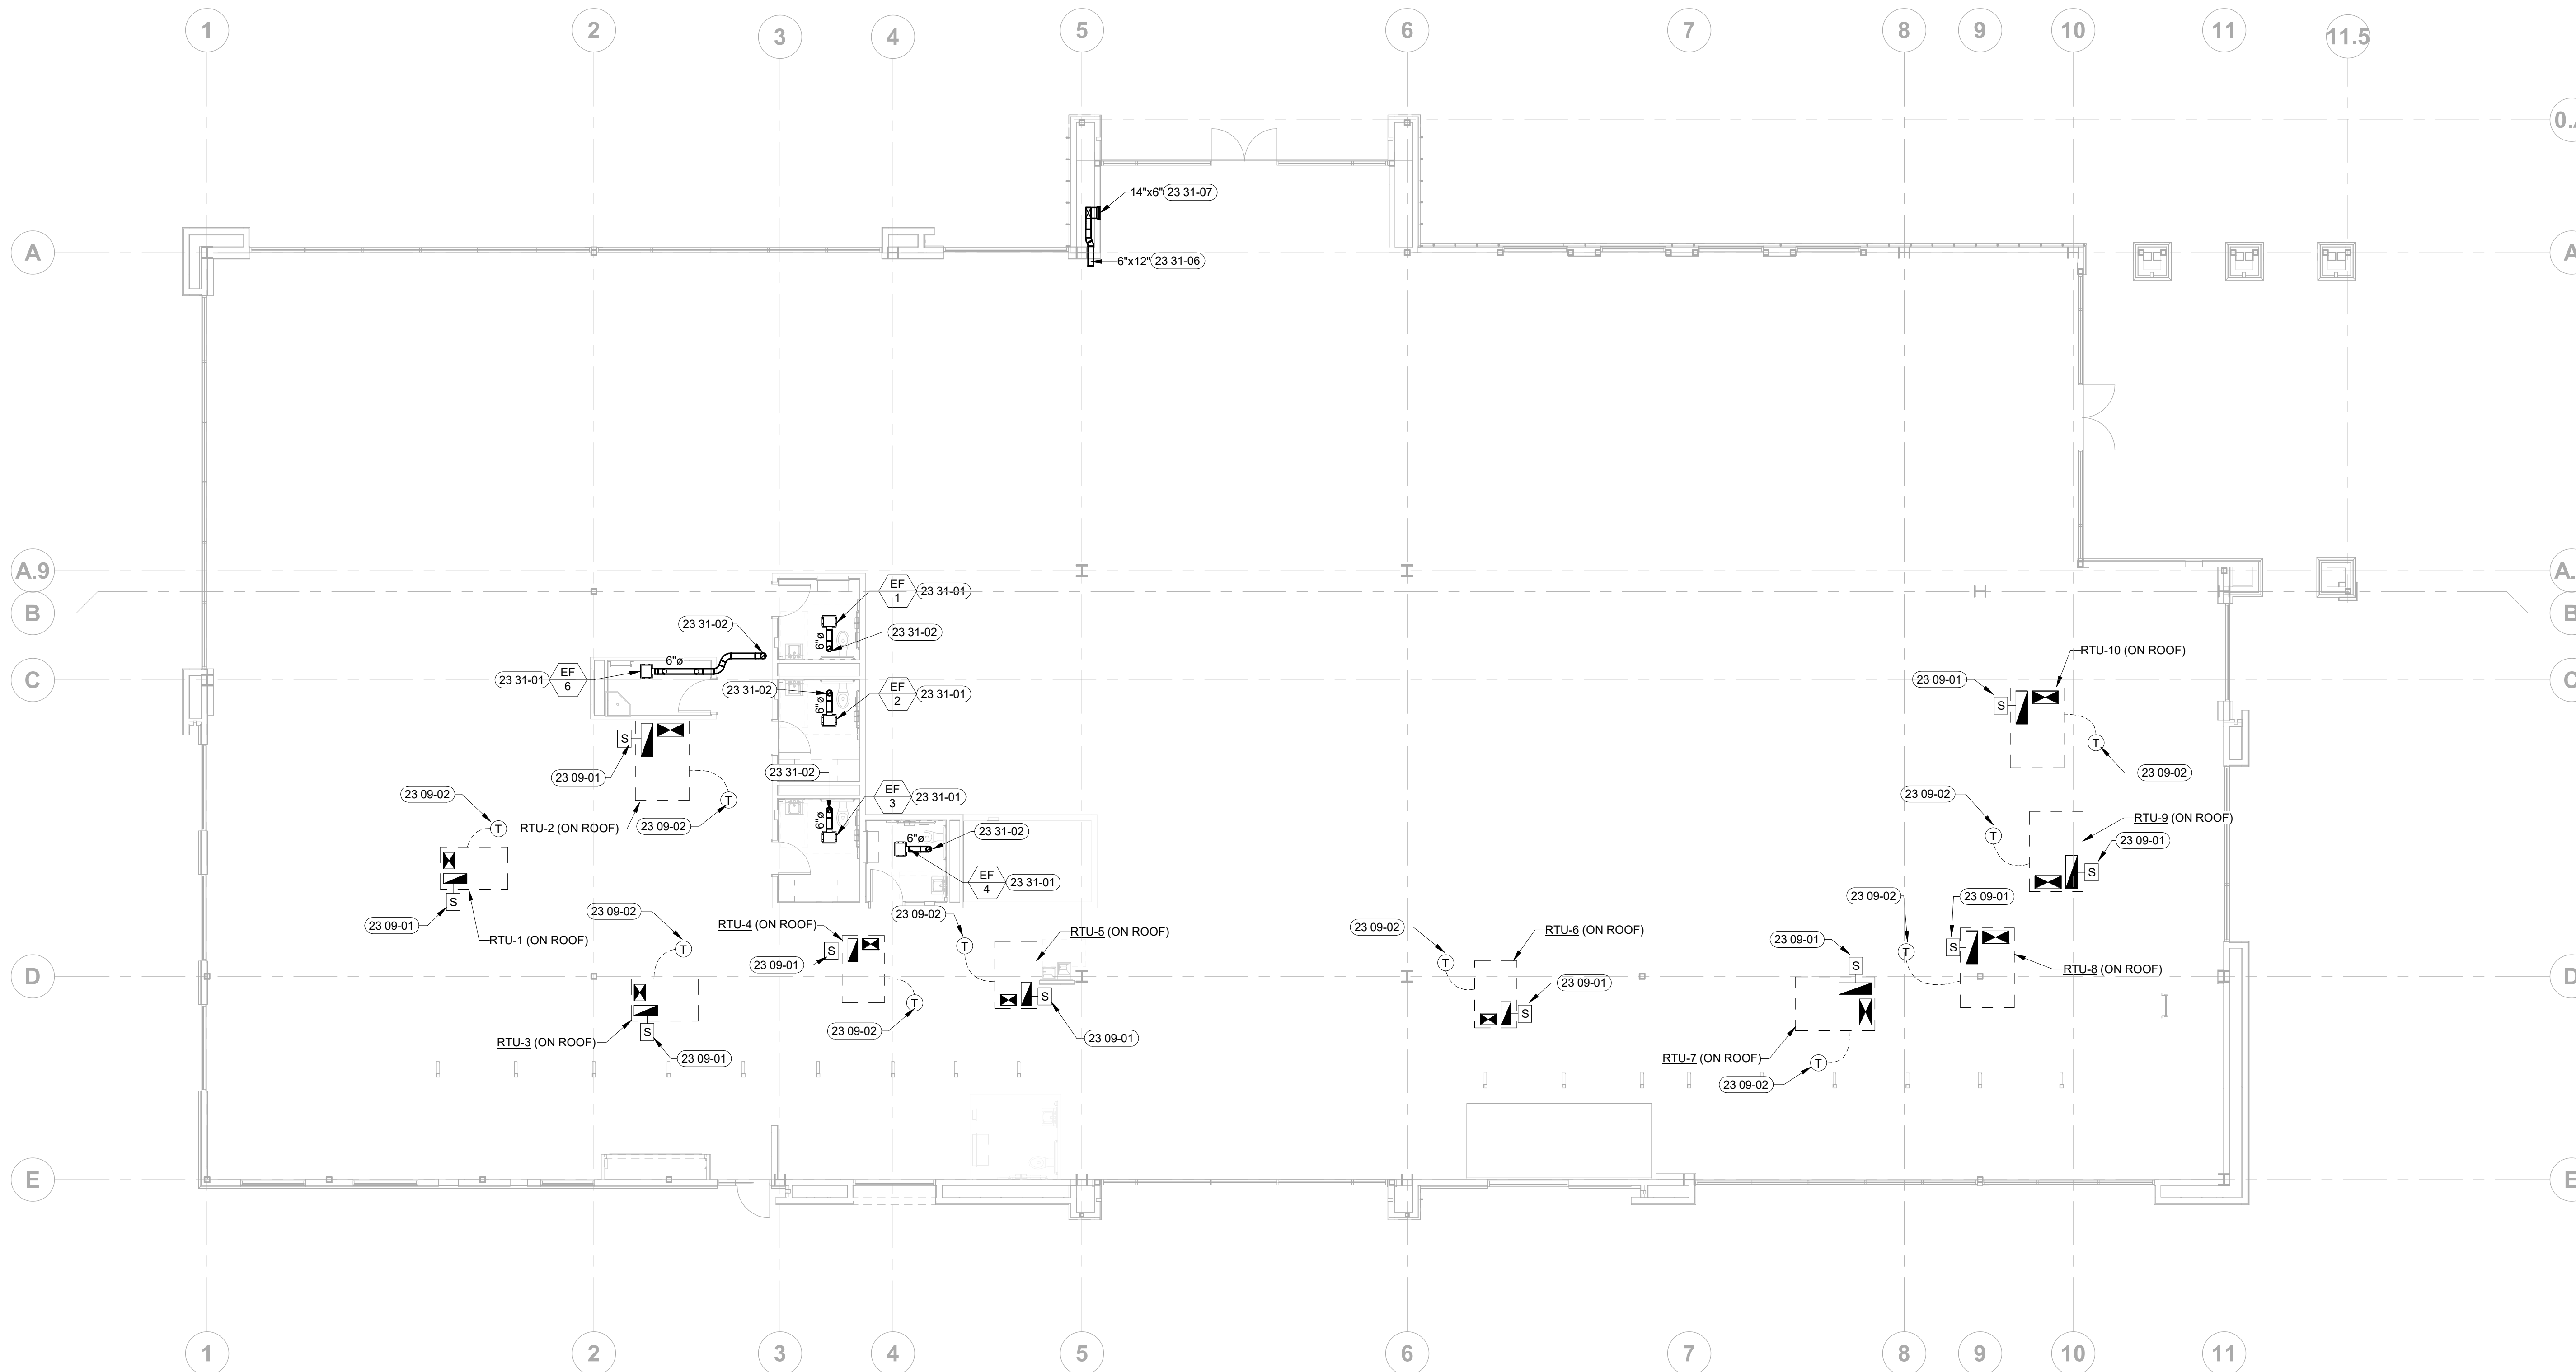 1
2
3
4
5
6
7
8
9
10
11
11.5
14"x6" 23 31-07
A
6"x12" 23 31-06
A
A.9
B
B
EF
1
23 31-01
23 31-02
23 31-02
6"ø
6"ø
C
C
23 31-01
EF
6
23 31-02
EF
2
23 31-01
6"ø
RTU-10 (ON ROOF)
23 09-01
S
T
23 09-02
S
23 09-01
23 31-02
EF
3
23 31-01
6"ø
23 09-02
T
RTU-2 (ON ROOF)
23 09-02
T
23 09-02
T
RTU-9 (ON ROOF)
23 09-01
S
23 31-02
6"ø
EF
4
23 31-01
S
23 09-01
RTU-1 (ON ROOF)
23 09-02
T
RTU-4 (ON ROOF)
23 09-01
S
23 09-02
T
23 09-02
T
RTU-5 (ON ROOF)
S
23 09-01
23 09-02
T
RTU-6 (ON ROOF)
23 09-01
S
23 09-01
S
23 09-02
T
23 09-01
S
RTU-8 (ON ROOF)
D
D
RTU-3 (ON ROOF)
S
23 09-01
RTU-7 (ON ROOF)
T
23 09-02
E
E
1
2
3
4
5
6
7
8
9
10
11